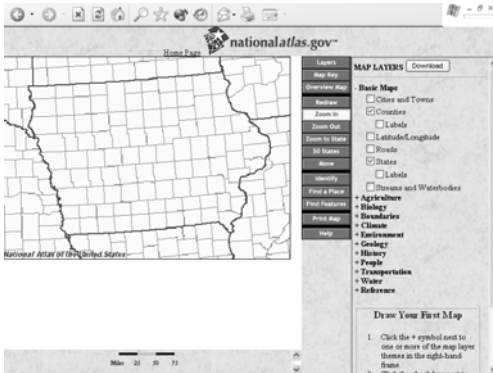 nationalatlas.gov™
Home Page
Layers
Map Key
Overview Map
Redraw
Zoom In
Zoom Out
Zoom to State
50 States
Move
Identify
Find a Place
Find Features
Print Map
Help
National Atlas of the United States
Miles 25 50 75
MAP LAYERS Download
- Basic Maps
Cities and Towns
Counties
Labels
Latitude/Longitude
Roads
States
Labels
Streams and Waterbodies
+ Agriculture
+ Biology
+ Boundaries
+ Climate
+ Environment
+ Geology
+ History
+ People
+ Transportation
+ Water
+ Reference
Draw Your First Map
1. Click the + symbol next to
one or more of the map layer
themes in the right-hand
frame.